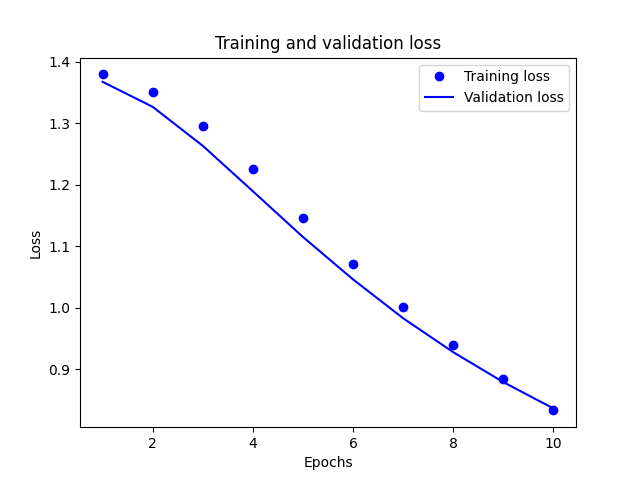 Training and validation loss
Training loss
Validation loss
1.4
1.3
1.2
1.1
1.0
0.9
Loss
2
4
6
8
10
Epochs